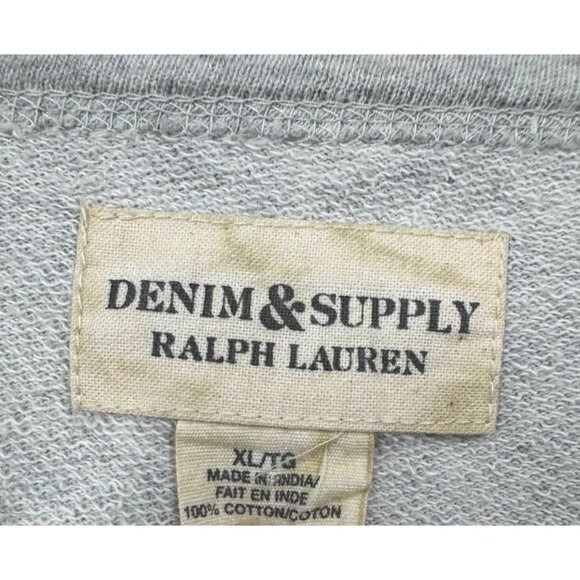 DENIM & SUPPLY
RALPH LAUREN
XL/TG
MADE IN INDIA/
FAIT EN INDE
100% COTTON/COTON